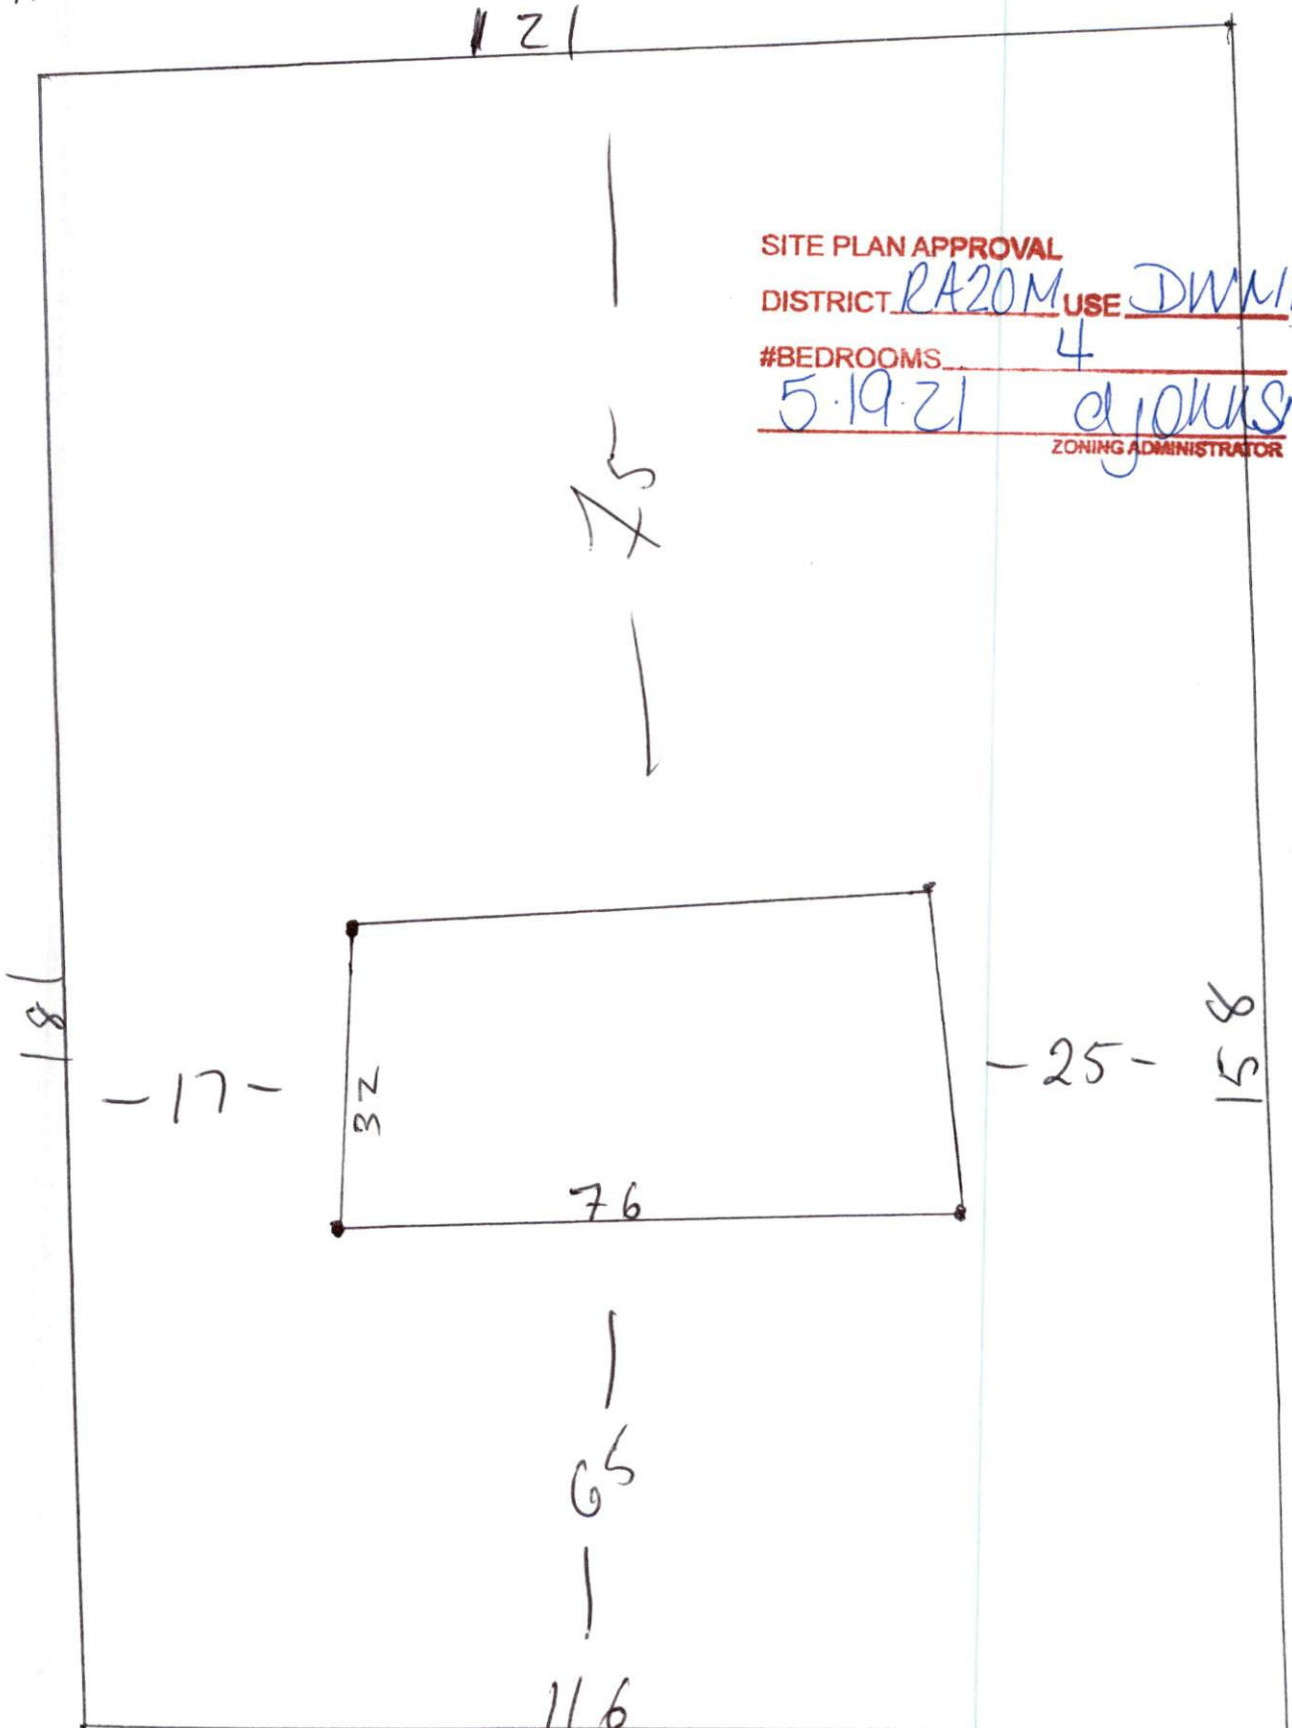 121
SITE PLAN APPROVAL
DISTRICT RA20M USE
#BEDROOMS 4
5.19.21
ZONING ADMINISTRATOR
75
181
-17-
32
76
-25-
158
65
116